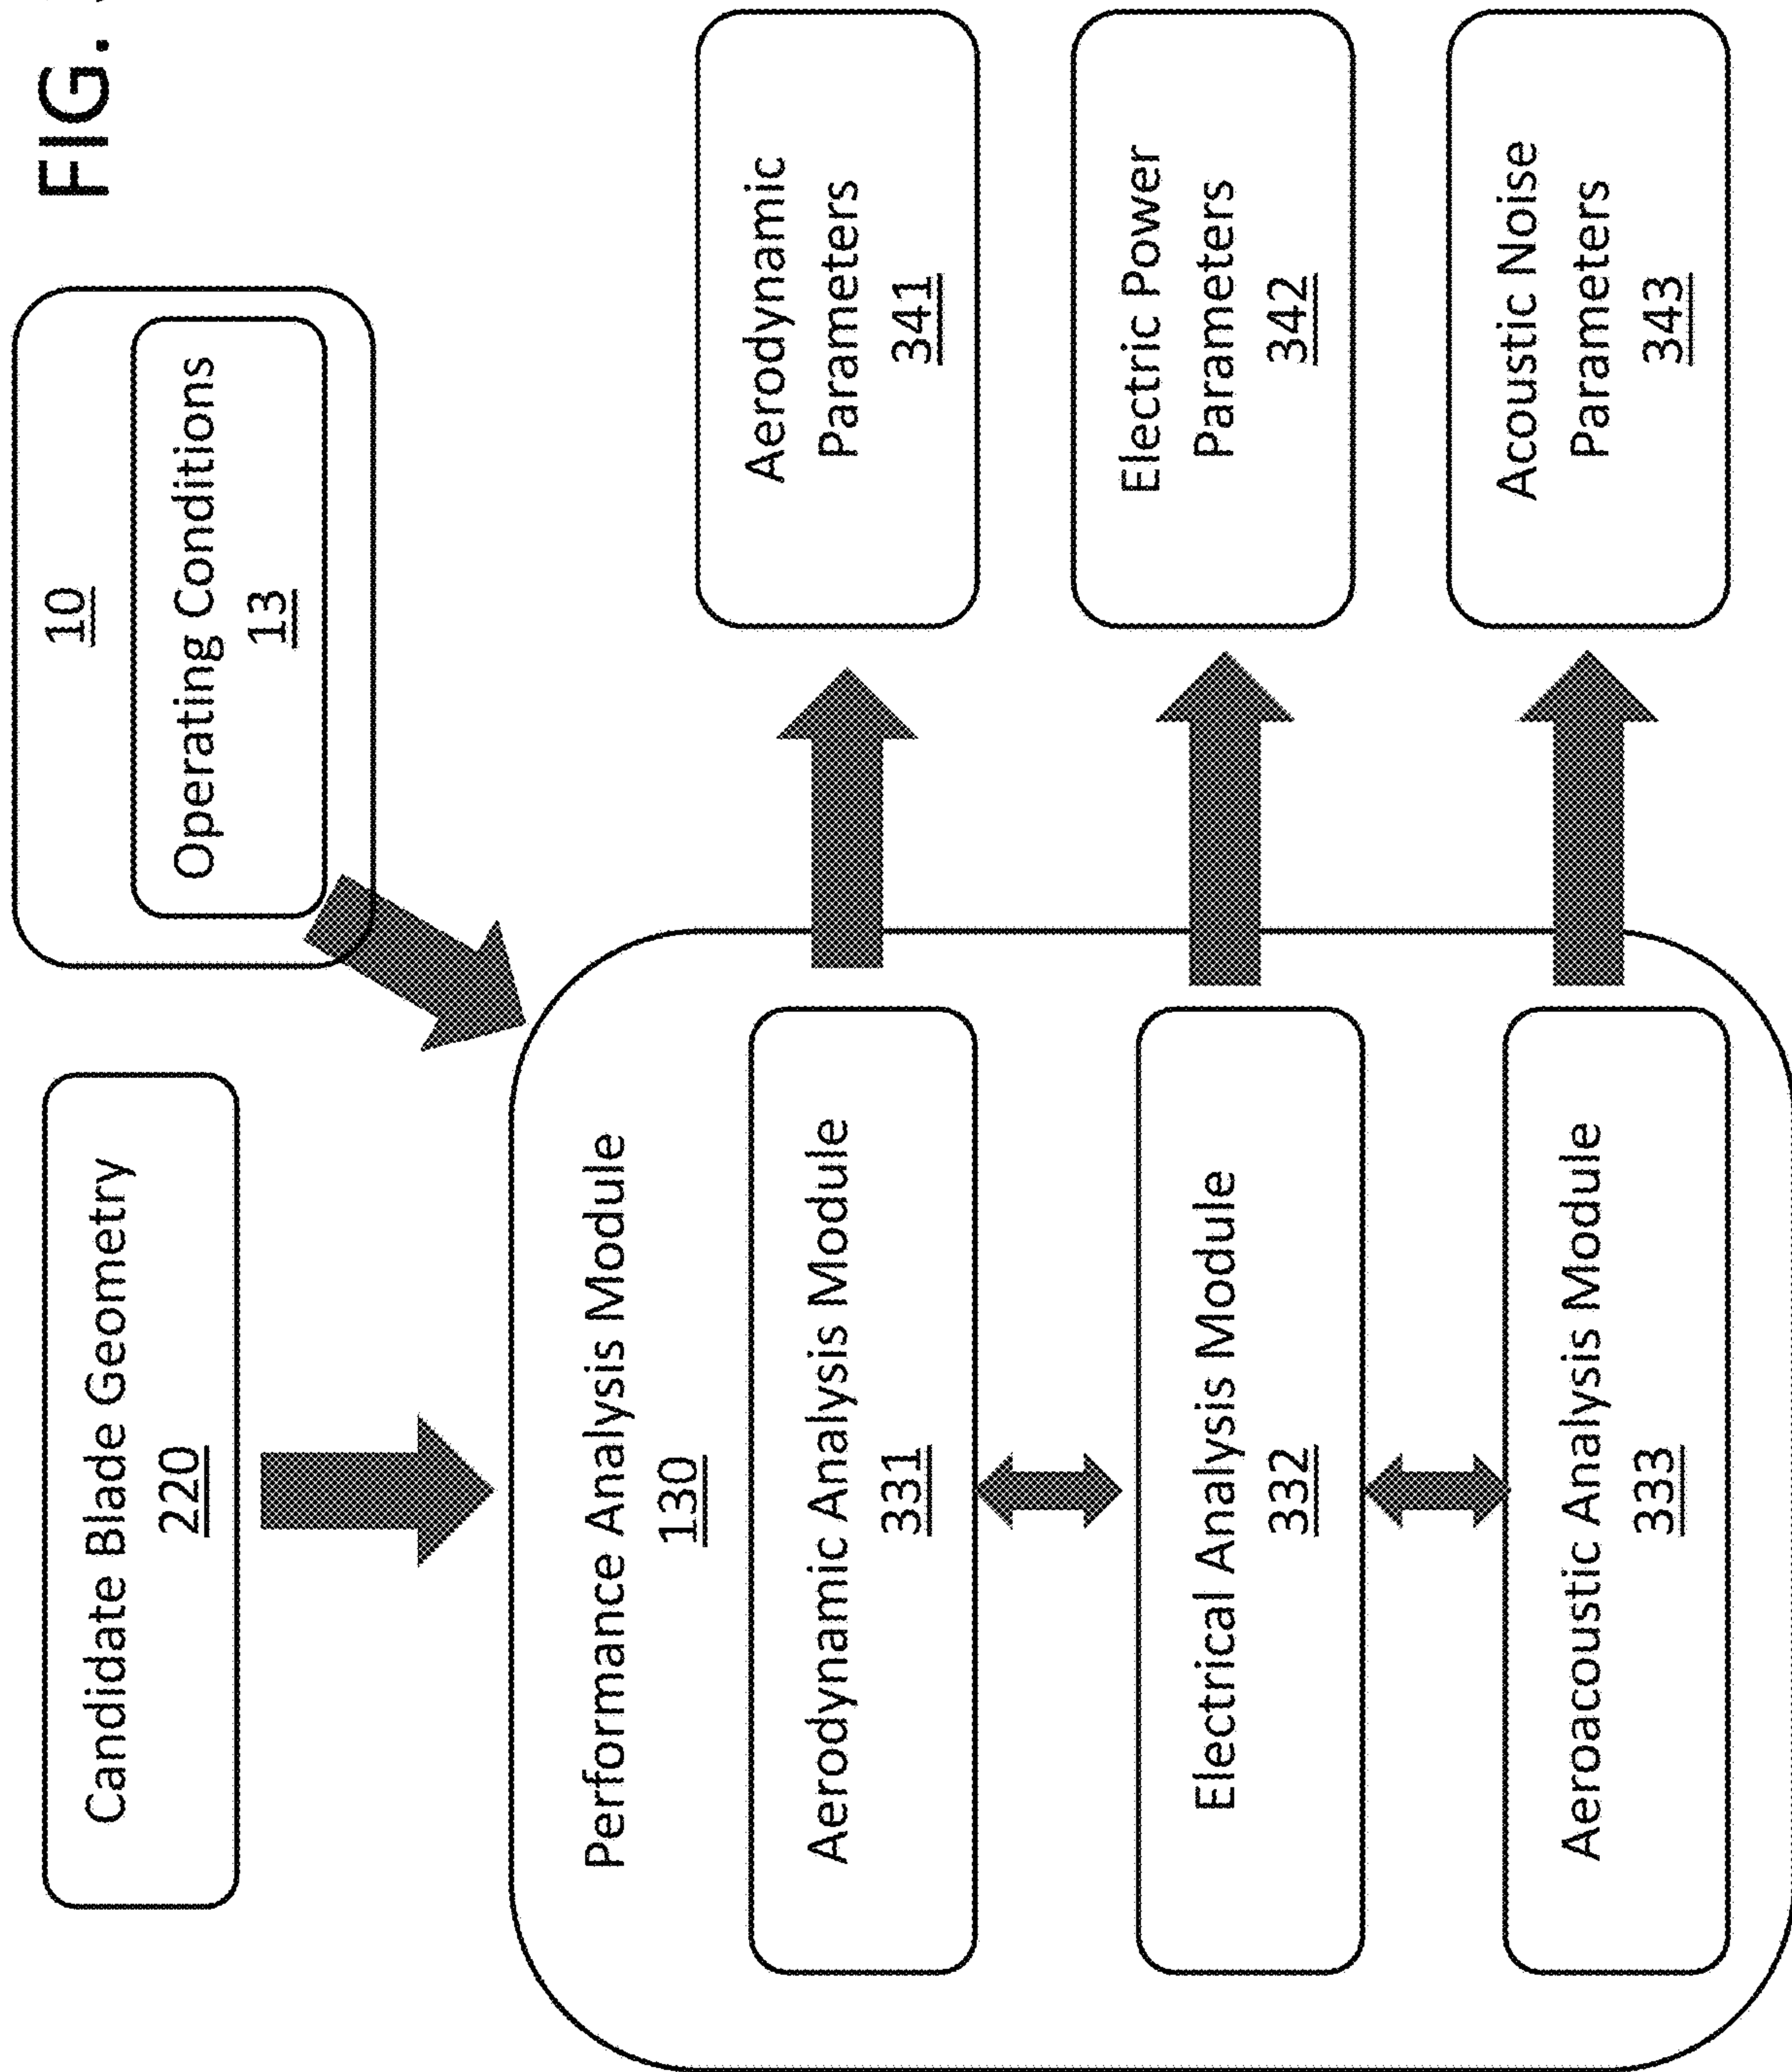 FIG.
10
Operating Conditions
13
Candidate Blade Geometry
220
Performance Analysis Module
130
Aerodynamic Analysis Module
331
Electrical Analysis Module
332
Aeroacoustic Analysis Module
333
Aerodynamic
Parameters
341
Electric Power
Parameters
342
Acoustic Noise
Parameters
343